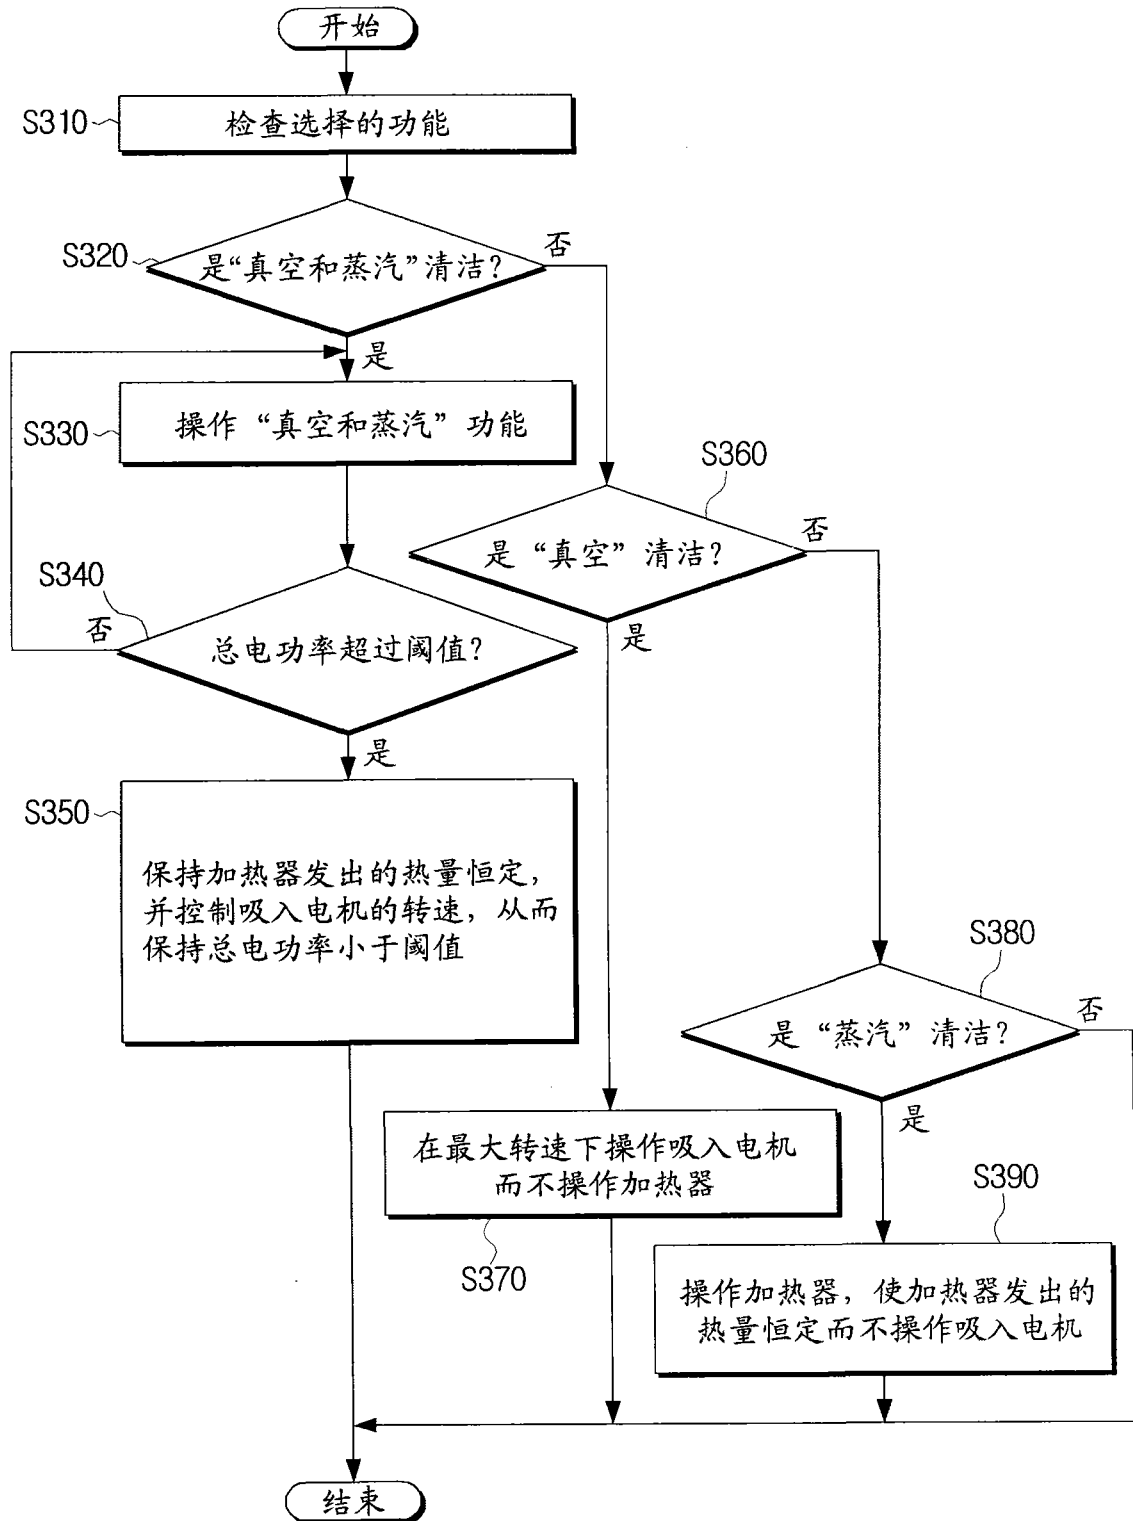 开始
S310
检查选择的功能
S320
是“真空和蒸汽”清洁？
否
是
S330
操作“真空和蒸汽”功能
S360
是“真空”清洁？
否
是
S340
否
总电功率超过阈值？
是
S350
保持加热器发出的热量恒定，
并控制吸入电机的转速，从而
保持总电功率小于阈值
S380
是“蒸汽”清洁？
否
是
在最大转速下操作吸入电机
而不操作加热器
S370
S390
操作加热器，使加热器发出的
热量恒定而不操作吸入电机
结束